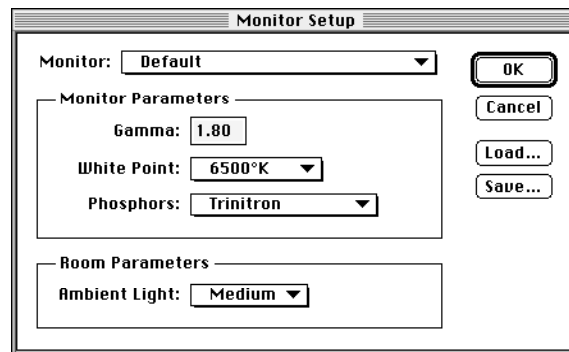 Monitor Setup
Monitor: Default
OK
Monitor Parameters
Cancel
Gamma: 1.80
White Point: 6500°K
Load...
Phosphors: Trinitron
Save...
Room Parameters
Ambient Light: Medium